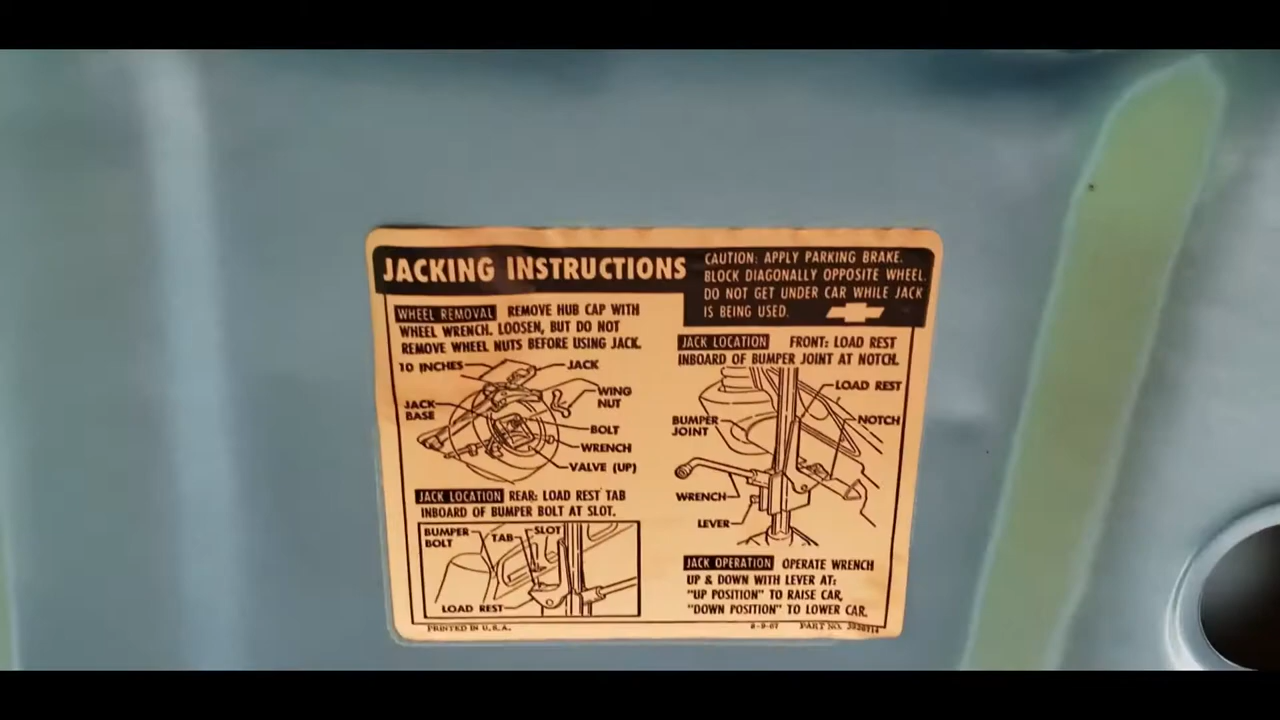 JACKING INSTRUCTIONS
CAUTION: APPLY PARKING BRAKE.
BLOCK DIAGONALLY OPPOSITE WHEEL.
DO NOT GET UNDER CAR WHILE JACK
IS BEING USED.
WHEEL REMOVAL REMOVE HUB CAP WITH
WHEEL WRENCH. LOOSEN, BUT DO NOT
REMOVE WHEEL NUTS BEFORE USING JACK.
10 INCHES
JACK
WING
NUT
JACK
BASE
BOLT
WRENCH
VALVE (UP)
JACK LOCATION REAR: LOAD REST TAB
INBOARD OF BUMPER BOLT AT SLOT.
BUMPER
BOLT
TAB
SLOT
LOAD REST
JACK LOCATION FRONT: LOAD REST
INBOARD OF BUMPER JOINT AT NOTCH.
LOAD REST
NOTCH
BUMPER
JOINT
WRENCH
LEVER
JACK OPERATION OPERATE WRENCH
UP & DOWN WITH LEVER AT:
"UP POSITION" TO RAISE CAR,
"DOWN POSITION" TO LOWER CAR.
PRINTED IN U.S.A.
8-9-67
PART NO.